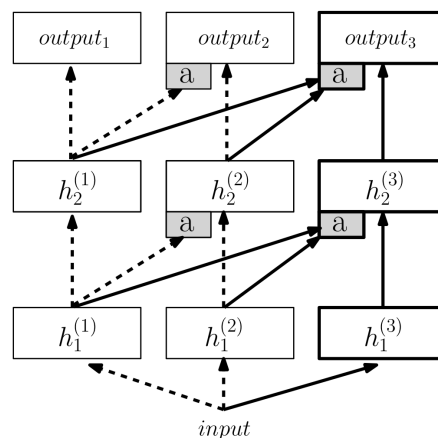 output₁ output₂ output₃
a a
h₂⁽¹⁾ h₂⁽²⁾ h₂⁽³⁾
a a
h₁⁽¹⁾ h₁⁽²⁾ h₁⁽³⁾
input